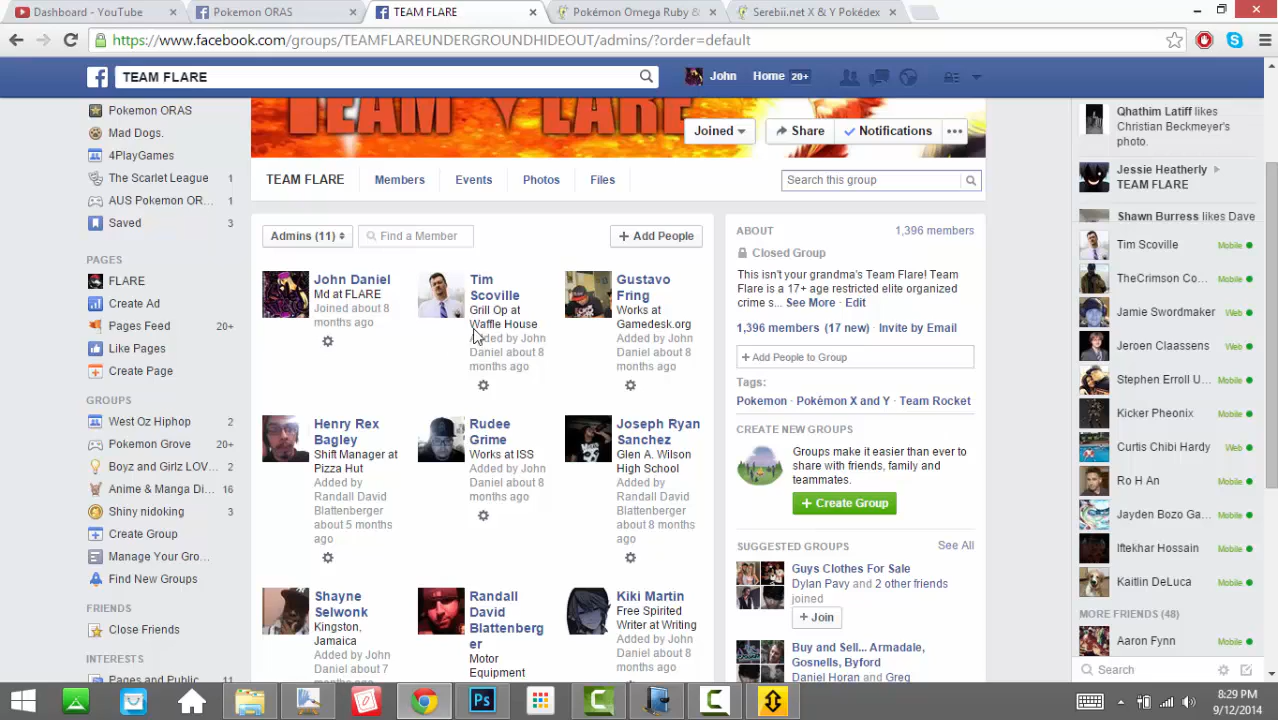 Dashboard - YouTube
Pokemon ORAS
TEAM FLARE
Pokémon Omega Ruby &
Serebii.net X & Y Pokédex
https://www.facebook.com/groups/TEAMFLAREUNDERGROUNDHIDEOUT/admins/?order=default
TEAM FLARE
John
Home 20+
TEAM FLARE
Joined
Share
Notifications
Pokemon ORAS
Mad Dogs.
4PlayGames
The Scarlet League 1
AUS Pokemon OR... 1
Saved 3
PAGES
FLARE
Create Ad
Pages Feed 20+
Like Pages
Create Page
GROUPS
West Oz Hiphop 2
Pokemon Grove 20+
Boyz and Girlz LOV... 2
Anime & Manga Di... 16
Shiny nidoking 3
Create Group
Manage Your Gro...
Find New Groups
FRIENDS
Close Friends
INTERESTS
Pages and Public
TEAM FLARE
Members
Events
Photos
Files
Search this group
Admins (11)
Find a Member
+ Add People
John Daniel
Md at FLARE
Joined about 8
months ago
Tim
Scoville
Grill Op at
Waffle House
Added by John
Daniel about 8
months ago
Gustavo
Fring
Works at
Gamedesk.org
Added by John
Daniel about 8
months ago
Henry Rex
Bagley
Shift Manager at
Pizza Hut
Added by
Randall David
Blattenberger
about 5 months
ago
Rudee
Grime
Works at ISS
Added by John
Daniel about 8
months ago
Joseph Ryan
Sanchez
Glen A. Wilson
High School
Added by
Randall David
Blattenberger
about 8 months
ago
Shayne
Selwonk
Kingston,
Jamaica
Added by John
Daniel about 7
Randall
David
Blattenberg
er
Motor
Equipment
Kiki Martin
Free Spirited
Writer at Writing
Added by John
Daniel about 8
months ago
ABOUT 1,396 members
Closed Group
This isn't your grandma's Team Flare! Team
Flare is a 17+ age restricted elite organized
crime s... See More · Edit
1,396 members (17 new) · Invite by Email
+ Add People to Group
Tags:
Pokemon · Pokémon X and Y · Team Rocket
CREATE NEW GROUPS
Groups make it easier than ever to
share with friends, family and
teammates.
+ Create Group
SUGGESTED GROUPS See All
Guys Clothes For Sale
Dylan Pavy and 2 other friends
joined
+ Join
Buy and Sell... Armadale,
Gosnells, Byford
Daniel Horan and Greg
Qhathim Latiff likes
Christian Beckmeyer's
photo.
Jessie Heatherly
TEAM FLARE
Shawn Burress likes Dave
Tim Scoville Mobile
TheCrimson Co... Mobile
Jamie Swordmaker Web
Jeroen Claassens Web
Stephen Erroll U... Mobile
Kicker Pheonix Mobile
Curtis Chibi Hardy Web
Ro H An Mobile
Jayden Bozo Ga... Mobile
Iftekhar Hossain Mobile
Kaitlin DeLuca Mobile
MORE FRIENDS (48)
Aaron Fynn Mobile
Search
Ps
8:29 PM
9/12/2014